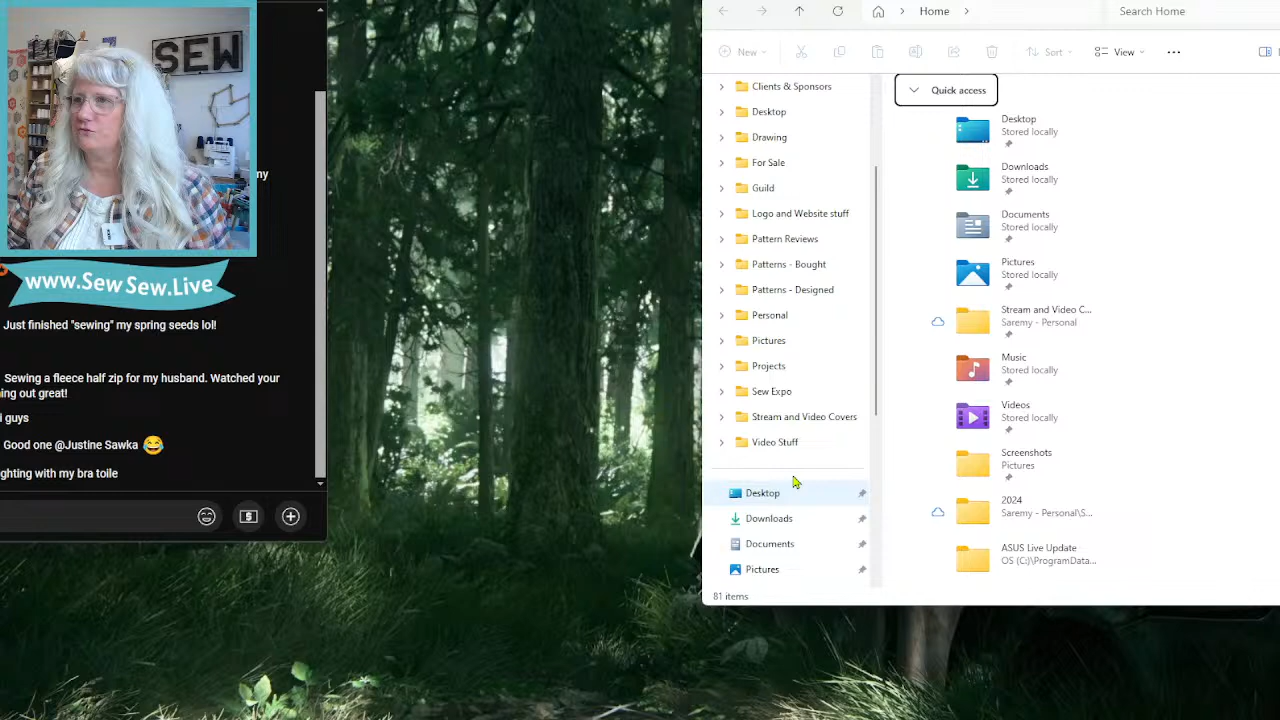 SEW
ny
www.SewSew.Live
Just finished "sewing" my spring seeds lol!
Sewing a fleece half zip for my husband. Watched your
ing out great!
i guys
Good one @Justine Sawka 😂
ghting with my bra toile
Home
Search Home
New
Sort
View
Clients & Sponsors
Desktop
Drawing
For Sale
Guild
Logo and Website stuff
Pattern Reviews
Patterns - Bought
Patterns - Designed
Personal
Pictures
Projects
Sew Expo
Stream and Video Covers
Video Stuff
Desktop
Downloads
Documents
Pictures
81 items
Quick access
Desktop
Stored locally
Downloads
Stored locally
Documents
Stored locally
Pictures
Stored locally
Stream and Video C...
Saremy - Personal
Music
Stored locally
Videos
Stored locally
Screenshots
Pictures
2024
Saremy - Personal\S...
ASUS Live Update
OS (C:)\ProgramData...